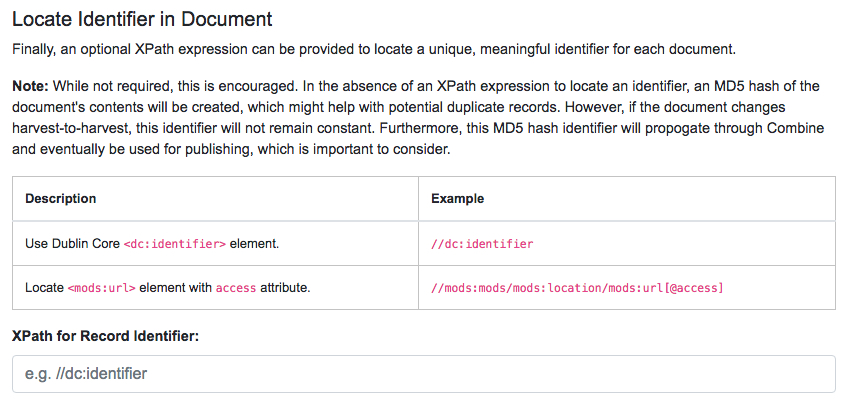 Locate Identifier in Document
Finally, an optional XPath expression can be provided to locate a unique, meaningful identifier for each document.
Note: While not required, this is encouraged. In the absence of an XPath expression to locate an identifier, an MD5 hash of the
document's contents will be created, which might help with potential duplicate records. However, if the document changes
harvest-to-harvest, this identifier will not remain constant. Furthermore, this MD5 hash identifier will propogate through Combine
and eventually be used for publishing, which is important to consider.
Description Example
Use Dublin Core <dc:identifier> element. //dc:identifier
Locate <mods:url> element with access attribute. //mods:mods/mods:location/mods:url[@access]
XPath for Record Identifier:
e.g. //dc:identifier